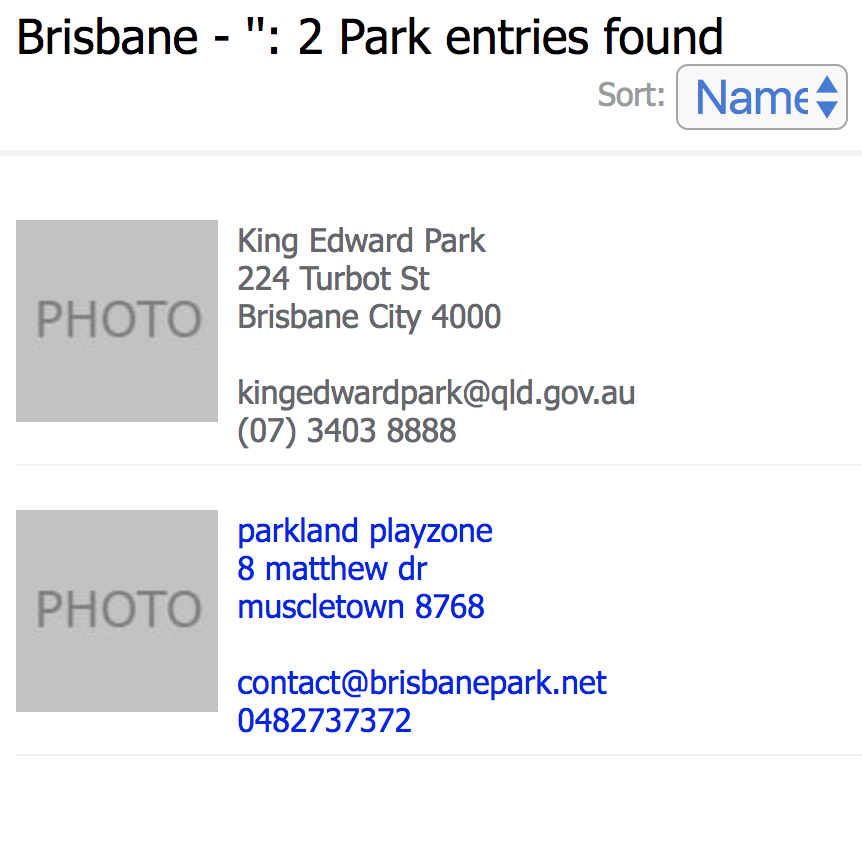 Brisbane - '': 2 Park entries found
Sort: Name
PHOTO
King Edward Park
224 Turbot St
Brisbane City 4000
kingedwardpark@qld.gov.au
(07) 3403 8888
PHOTO
parkland playzone
8 matthew dr
muscletown 8768
contact@brisbanepark.net
0482737372